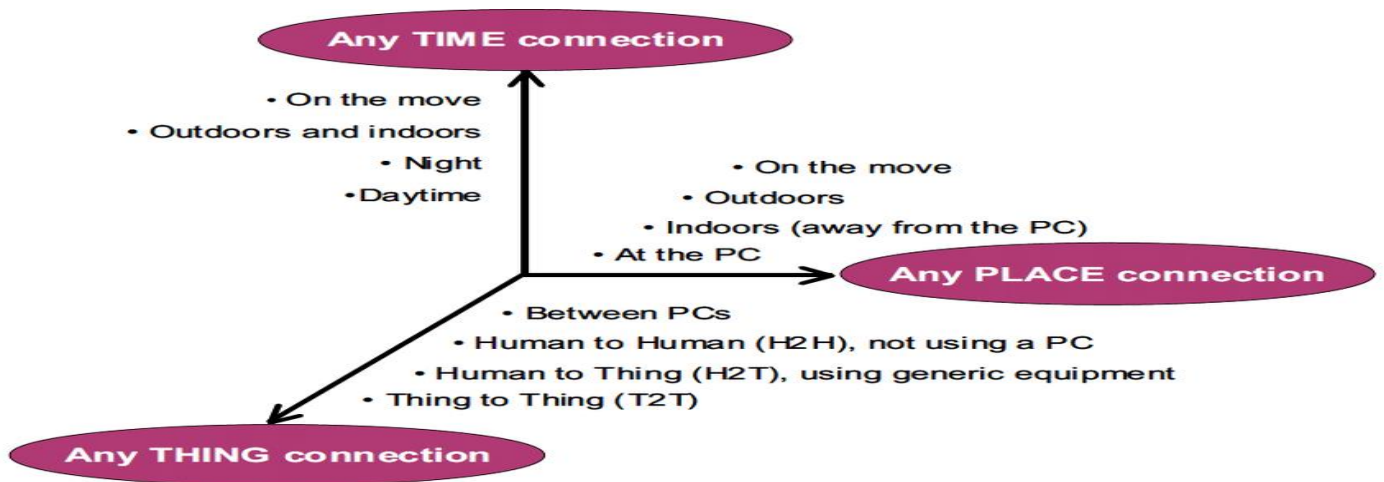 Any TIME connection
• On the move
• Outdoors and indoors
• Night
•Daytime
• On the move
• Outdoors
• Indoors (away from the PC)
• At the PC
Any PLACE connection
• Between PCs
• Human to Human (H2H), not using a PC
• Human to Thing (H2T), using generic equipment
• Thing to Thing (T2T)
Any THING connection